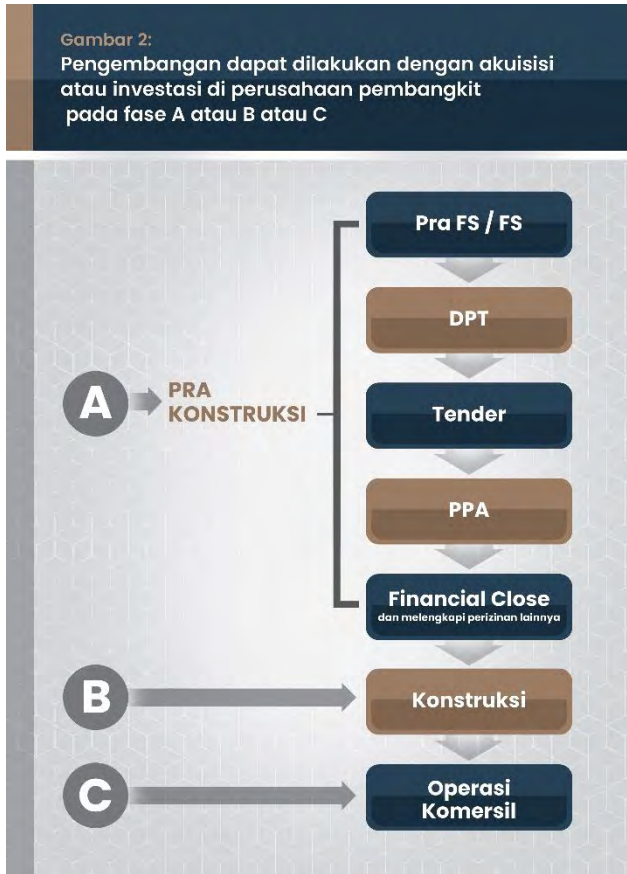 Gambar 2:
Pengembangan dapat dilakukan dengan akuisisi
atau investasi di perusahaan pembangkit
pada fase A atau B atau C
Pra FS / FS
DPT
A
PRA
KONSTRUKSI
Tender
PPA
Financial Close
dan melengkapi perizinan lainnya
B
Konstruksi
C
Operasi
Komersil